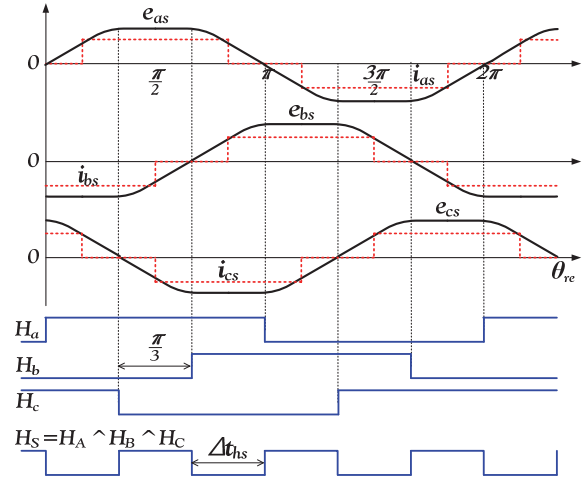 e_as
0
π/2
π
3π/2
i_as
2π
e_bs
0
i_bs
e_cs
0
i_cs
θ_re
H_a
π/3
H_b
H_c
H_S=H_A ^ H_B ^ H_C
Δt_hs